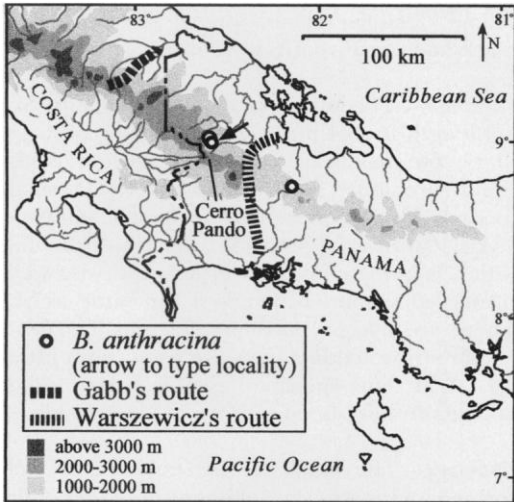 83°
82°
81°
100 km
N
Caribbean Sea
COSTA RICA
9°
Cerro
Pando
PANAMA
8°
B. anthracina
(arrow to type locality)
Gabb's route
Warszewicz's route
above 3000 m
2000-3000 m
1000-2000 m
Pacific Ocean
7°